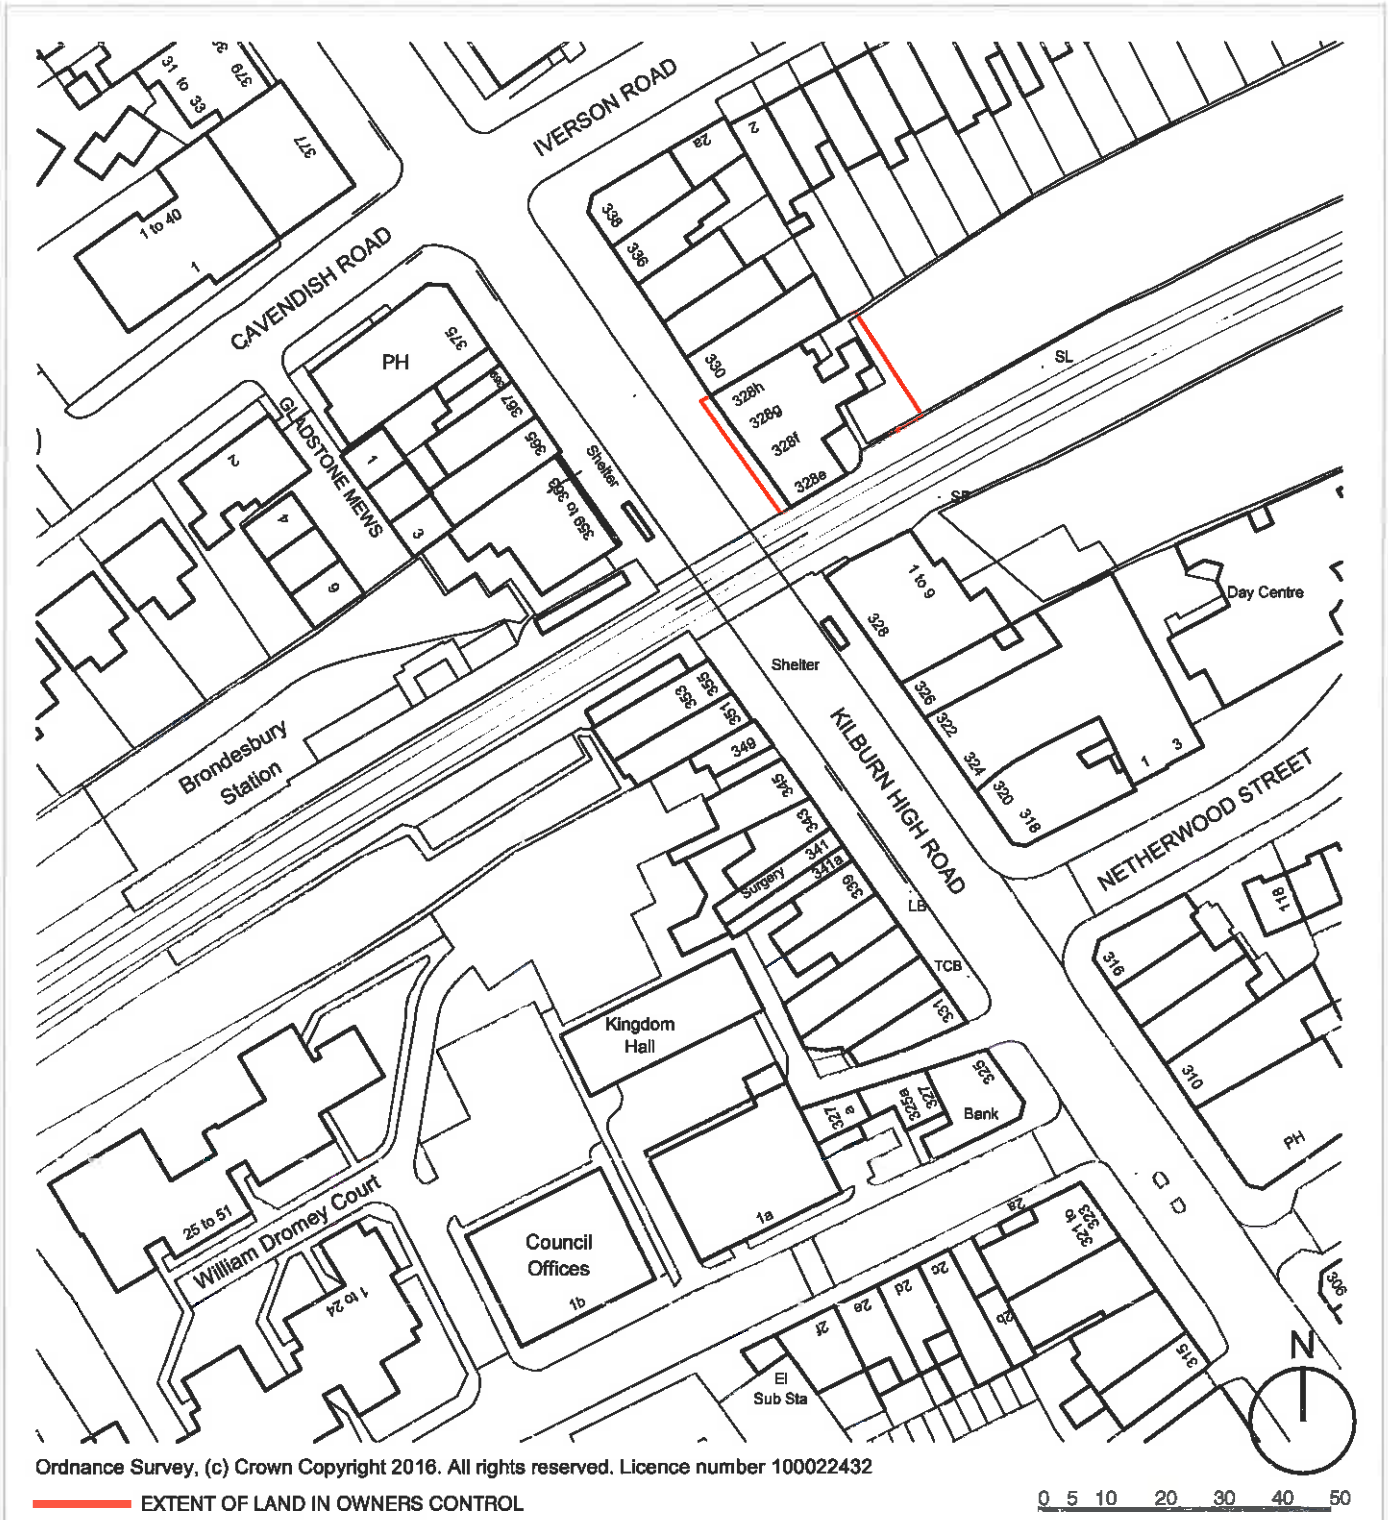 31 to 33
379
377
IVERSON ROAD
2a
2
1 to 40
1
338
336
CAVENDISH ROAD
375
PH
330
SL
328h
328g
328f
328e
367
365
Shelter
GLADSTONE MEWS
2
1
3
4
6
359 to 363
1 to 9
328
Day Centre
Shelter
355
353
351
326
322
349
345
324
320
318
1
3
Brondesbury
Station
KILBURN HIGH ROAD
NETHERWOOD STREET
343
341
341a
Surgery
339
LB
118
316
TCB
331
Kingdom
Hall
310
325
327
325a
327
a
Bank
PH
25 to 51
William Dromey Court
1a
2a
321 to 323
Council
Offices
1b
1 to 24
306
2c
2d
2e
2f
2b
315
El
Sub Sta
N
Ordnance Survey, (c) Crown Copyright 2016. All rights reserved. Licence number 100022432
EXTENT OF LAND IN OWNERS CONTROL
0 5 10 20 30 40 50